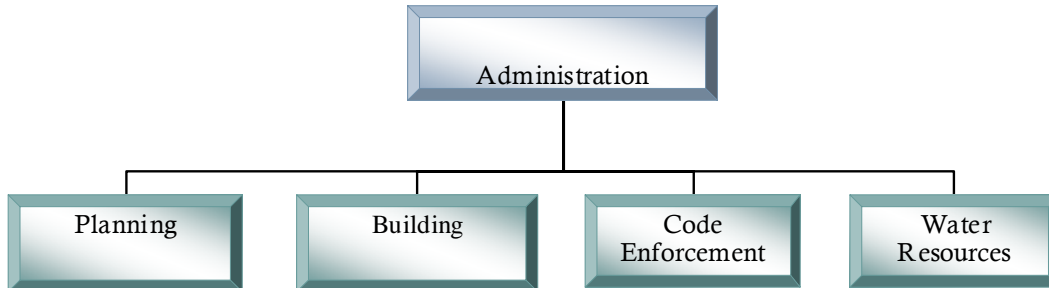 Administration
Planning
Building
Code
Enforcement
Water
Resources